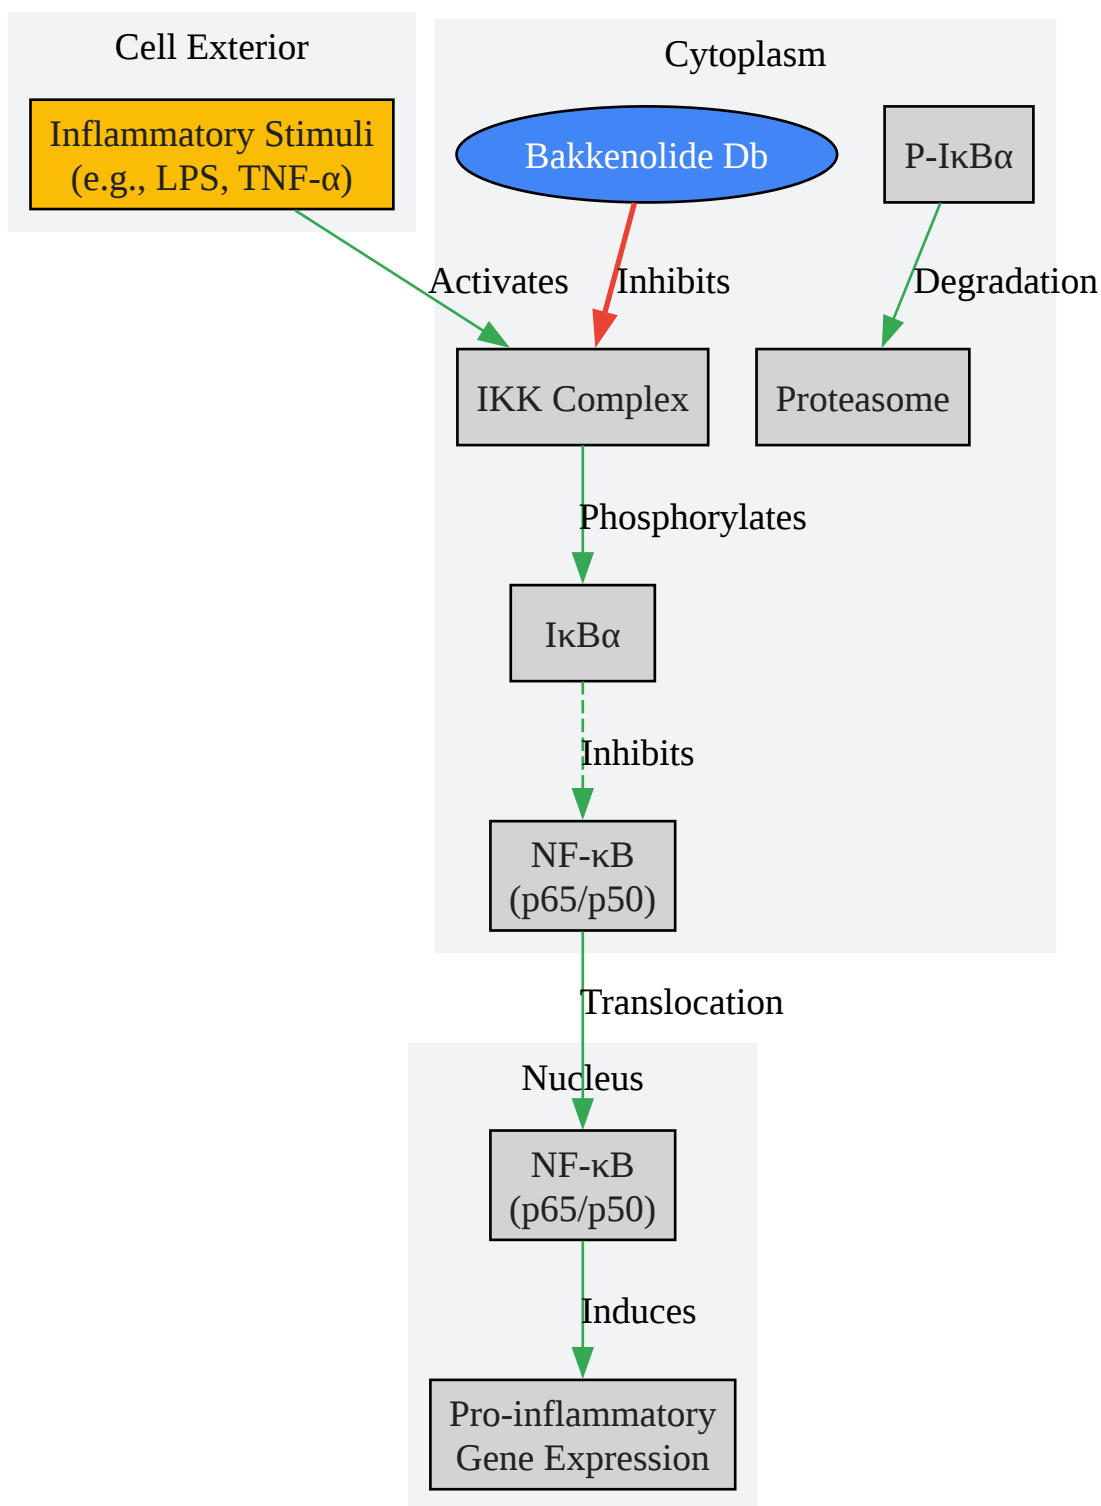 Cell Exterior
Cytoplasm
Inflammatory Stimuli
(e.g., LPS, TNF-α)
Bakkenolide Db
P-IκBα
Activates
Inhibits
Degradation
IKK Complex
Proteasome
Phosphorylates
IκBα
Inhibits
NF-κB
(p65/p50)
Translocation
Nucleus
NF-κB
(p65/p50)
Induces
Pro-inflammatory
Gene Expression